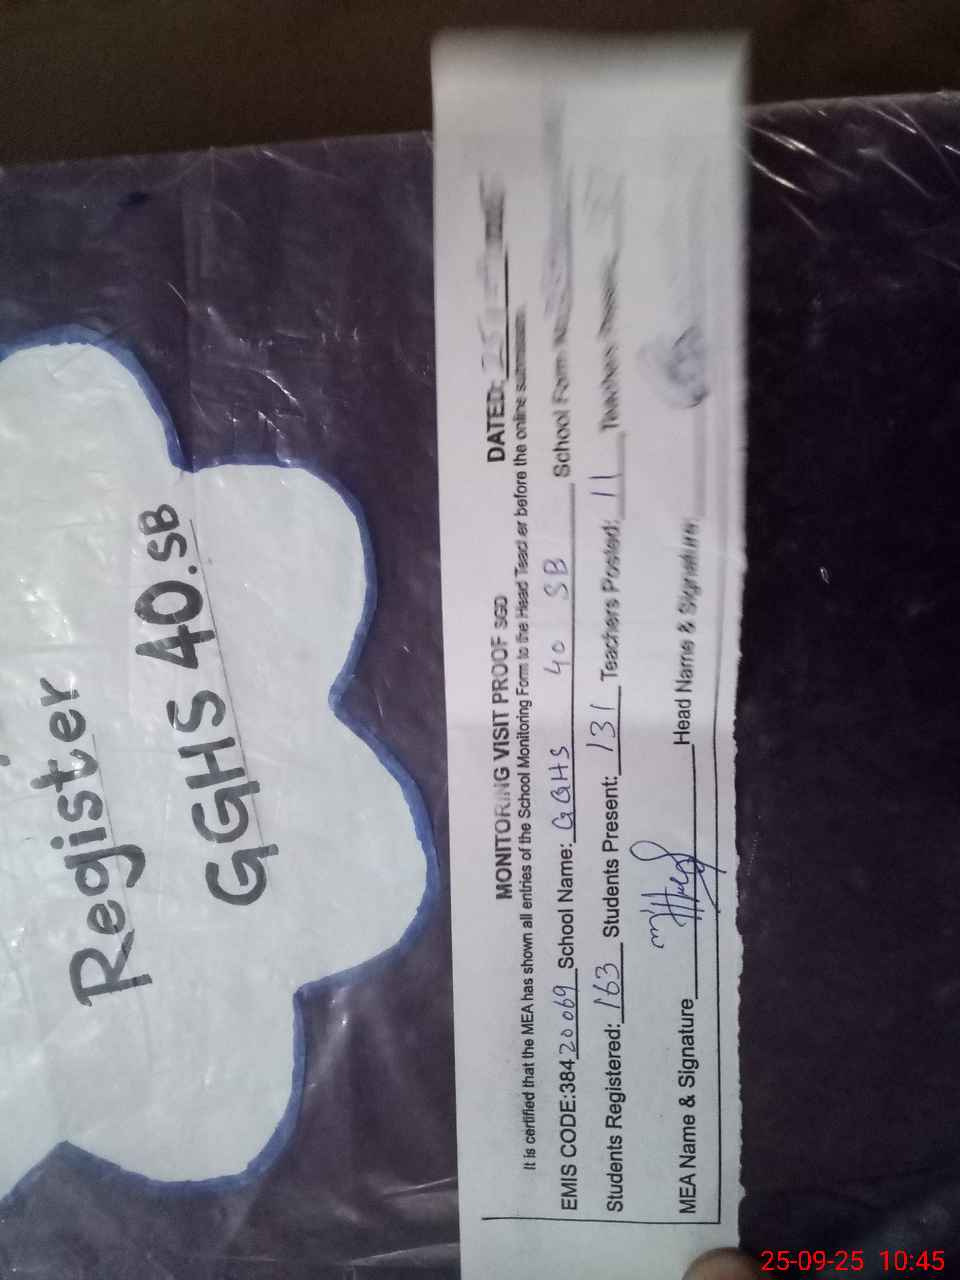 Register
GGHS 40.SB
MONITORING VISIT PROOF SGD DATED: 25
It is certified that the MEA has shown all entries of the School Monitoring Form to the Head Teacher before the online submission.
EMIS CODE:38420069 School Name: GGHS 40 SB School Form
Students Registered: 163 Students Present: 131 Teachers Posted: 11 Teachers
MEA Name & Signature Head Name & Signature:
25-09-25 10:45